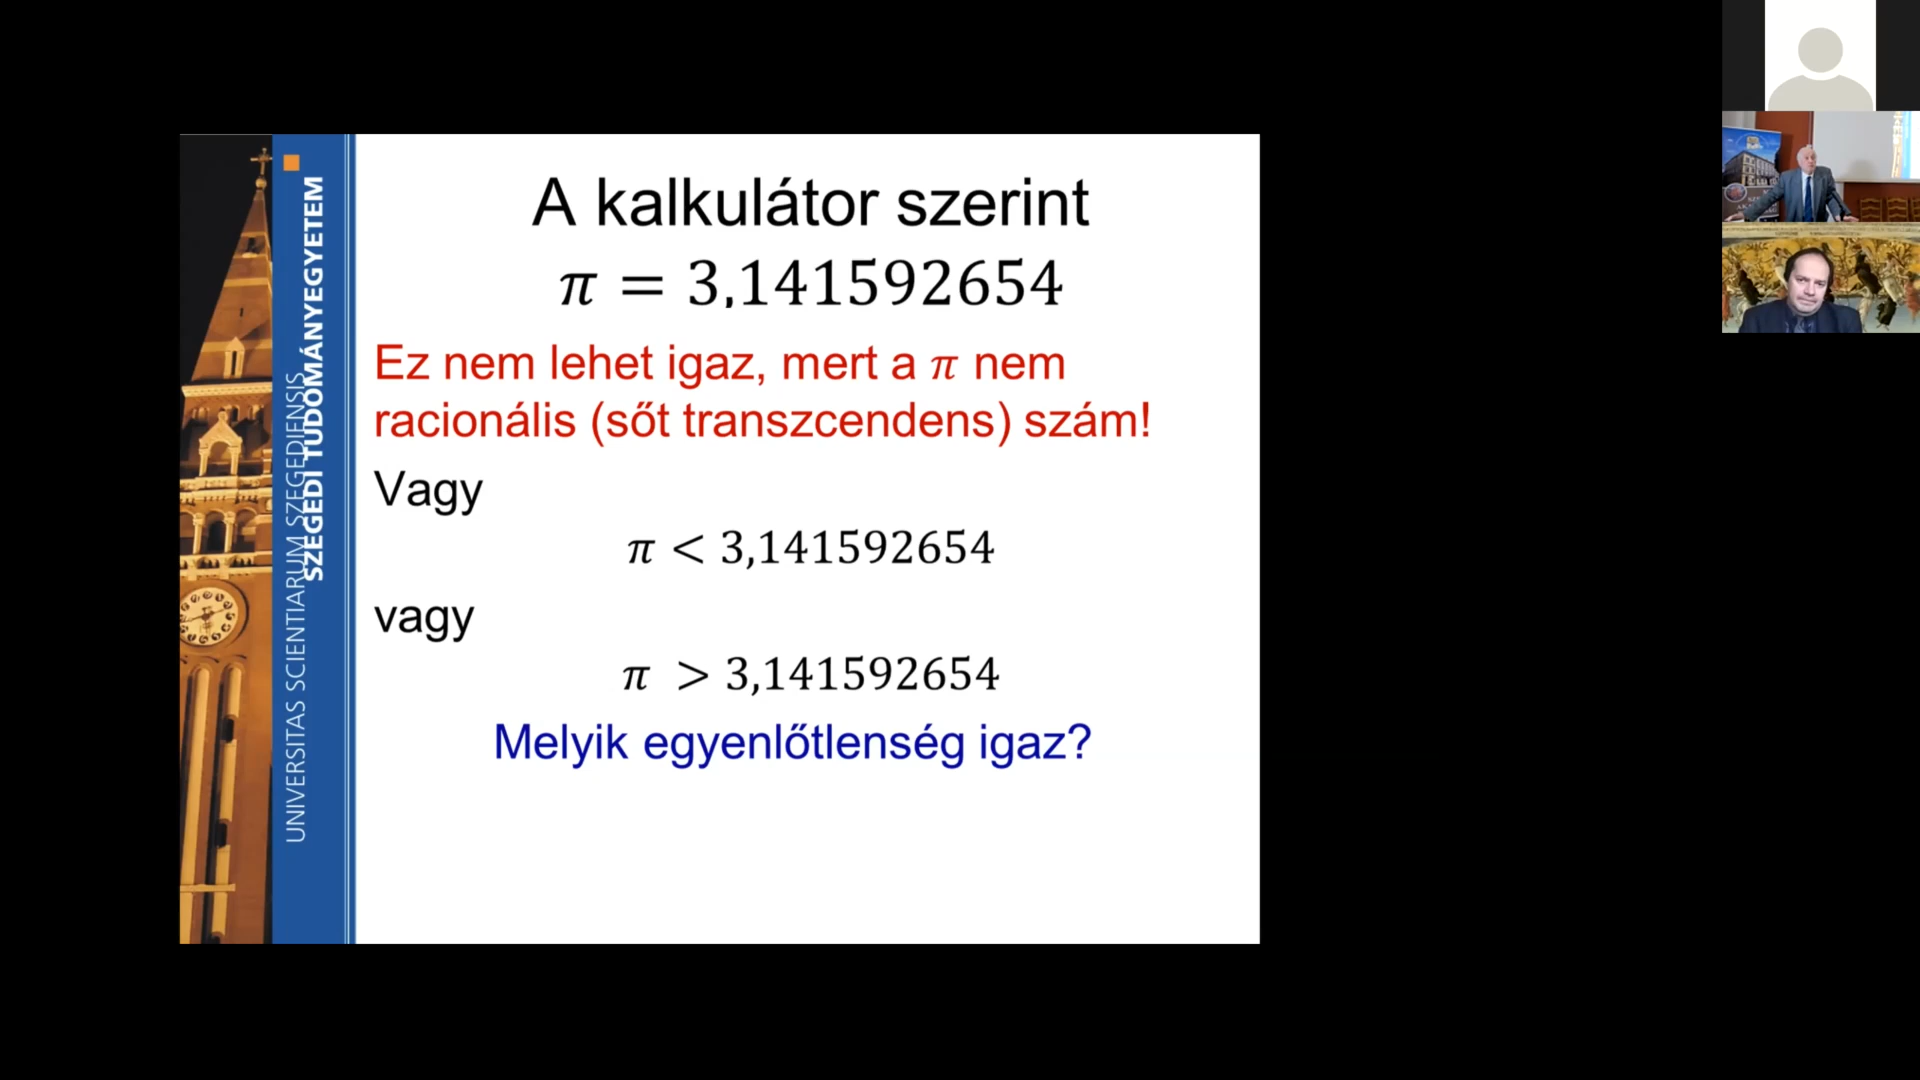 A kalkulátor szerint
π = 3,141592654
Ez nem lehet igaz, mert a π nem
racionális (sőt transzcendens) szám!
Vagy
π < 3,141592654
vagy
π > 3,141592654
Melyik egyenlőtlenség igaz?
SZEGEDI TUDOMÁNYEGYETEM
UNIVERSITAS SCIENTIARUM SZEGEDIENSIS